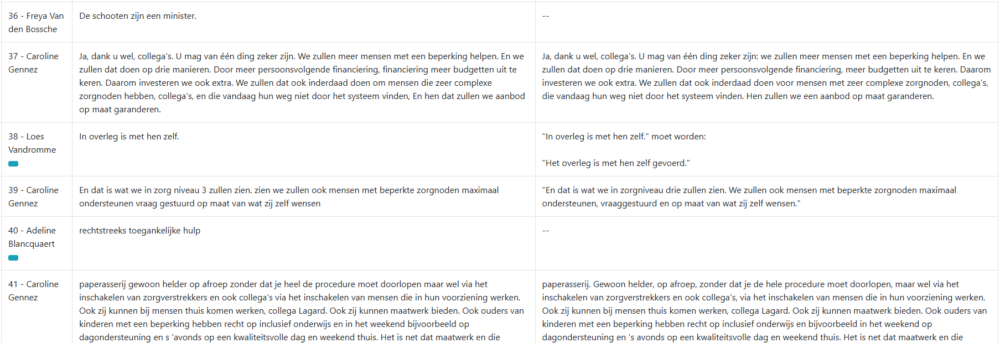 36 - Freya Van den Bossche
De schooten zijn een minister.
--
37 - Caroline Gennez
Ja, dank u wel, collega's. U mag van één ding zeker zijn. We zullen meer mensen met een beperking helpen. En we
zullen dat doen op drie manieren. Door meer persoonsvolgende financiering, financiering meer budgetten uit te
keren. Daarom investeren we ook extra. We zullen dat ook inderdaad doen om mensen die zeer complexe
zorgnoden hebben, collega's, en die vandaag hun weg niet door het systeem vinden, En hen dat zullen we aanbod
op maat garanderen.
Ja, dank u wel, collega's. U mag van één ding zeker zijn: we zullen meer mensen met een beperking helpen. En we
zullen dat doen op drie manieren. Door meer persoonsvolgende financiering, meer budgetten uit te keren. Daarom
investeren we ook extra. We zullen dat ook inderdaad doen voor mensen met zeer complexe zorgnoden, collega's,
die vandaag hun weg niet door het systeem vinden. Hen zullen we een aanbod op maat garanderen.
38 - Loes Vandromme
In overleg is met hen zelf.
"In overleg is met hen zelf." moet worden:
"Het overleg is met hen zelf gevoerd."
39 - Caroline Gennez
En dat is wat we in zorg niveau 3 zullen zien. zien we zullen ook mensen met beperkte zorgnoden maximaal
ondersteunen vraag gestuurd op maat van wat zij zelf wensen
"En dat is wat we in zorgniveau drie zullen zien. We zullen ook mensen met beperkte zorgnoden maximaal
ondersteunen, vraaggestuurd en op maat van wat zij zelf wensen."
40 - Adeline Blancquaert
rechtstreeks toegankelijke hulp
--
41 - Caroline Gennez
paperasserij gewoon helder op afroep zonder dat je heel de procedure moet doorlopen maar wel via het
inschakelen van zorgverstrekkers en ook collega's via het inschakelen van mensen die in hun voorziening werken.
Ook zij kunnen bij mensen thuis komen werken, collega Lagard. Ook zij kunnen maatwerk bieden. Ook ouders van
kinderen met een beperking hebben recht op inclusief onderwijs en in het weekend bijvoorbeeld op
dagondersteuning en s 'avonds op een kwaliteitsvolle dag en weekend thuis. Het is net dat maatwerk en die
paperasserij. Gewoon helder, op afroep, zonder dat je de hele procedure moet doorlopen, maar wel via het
inschakelen van zorgverstrekkers en ook collega's, via het inschakelen van mensen die in hun voorziening werken.
Ook zij kunnen bij mensen thuis komen werken, collega Lagard. Ook zij kunnen maatwerk bieden. Ook ouders van
kinderen met een beperking hebben recht op inclusief onderwijs en bijvoorbeeld in het weekend op
dagondersteuning en 's avonds op een kwaliteitsvolle dag en weekend thuis. Het is net dat maatwerk en die